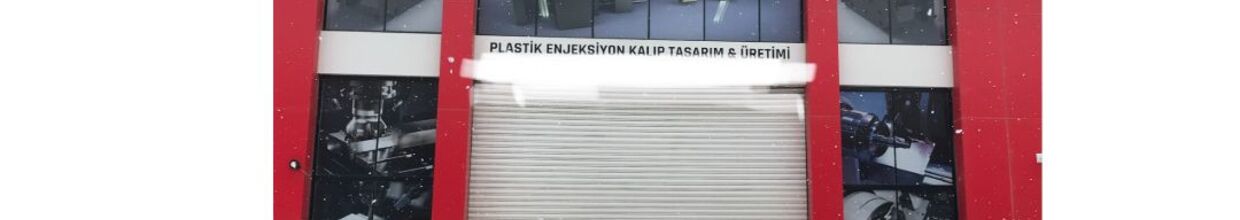 PLASTİK ENJEKSİYON KALIP TASARIM & ÜRETİMİ